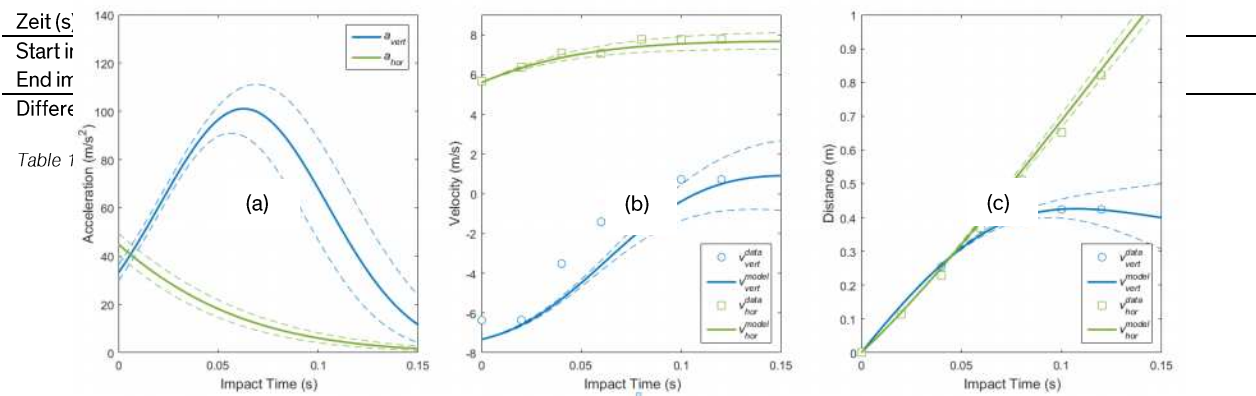 Zeit (s)
Start
End
Table 1
140
120
100
80
60
40
20
0
Acceleration (m/s²)
0
0.05
0.1
0.15
Impact Time (s)
a_vert
a_hor
(a)
8
6
4
2
0
-2
-4
-6
-8
Velocity (m/s)
0
0.05
0.1
0.15
Impact Time (s)
(b)
v_vert^data
v_vert^model
v_hor^data
v_hor^model
1
0.9
0.8
0.7
0.6
0.5
0.4
0.3
0.2
0.1
0
Distance (m)
0
0.05
0.1
0.15
Impact Time (s)
(c)
v_vert^data
v_vert^model
v_hor^data
v_hor^model